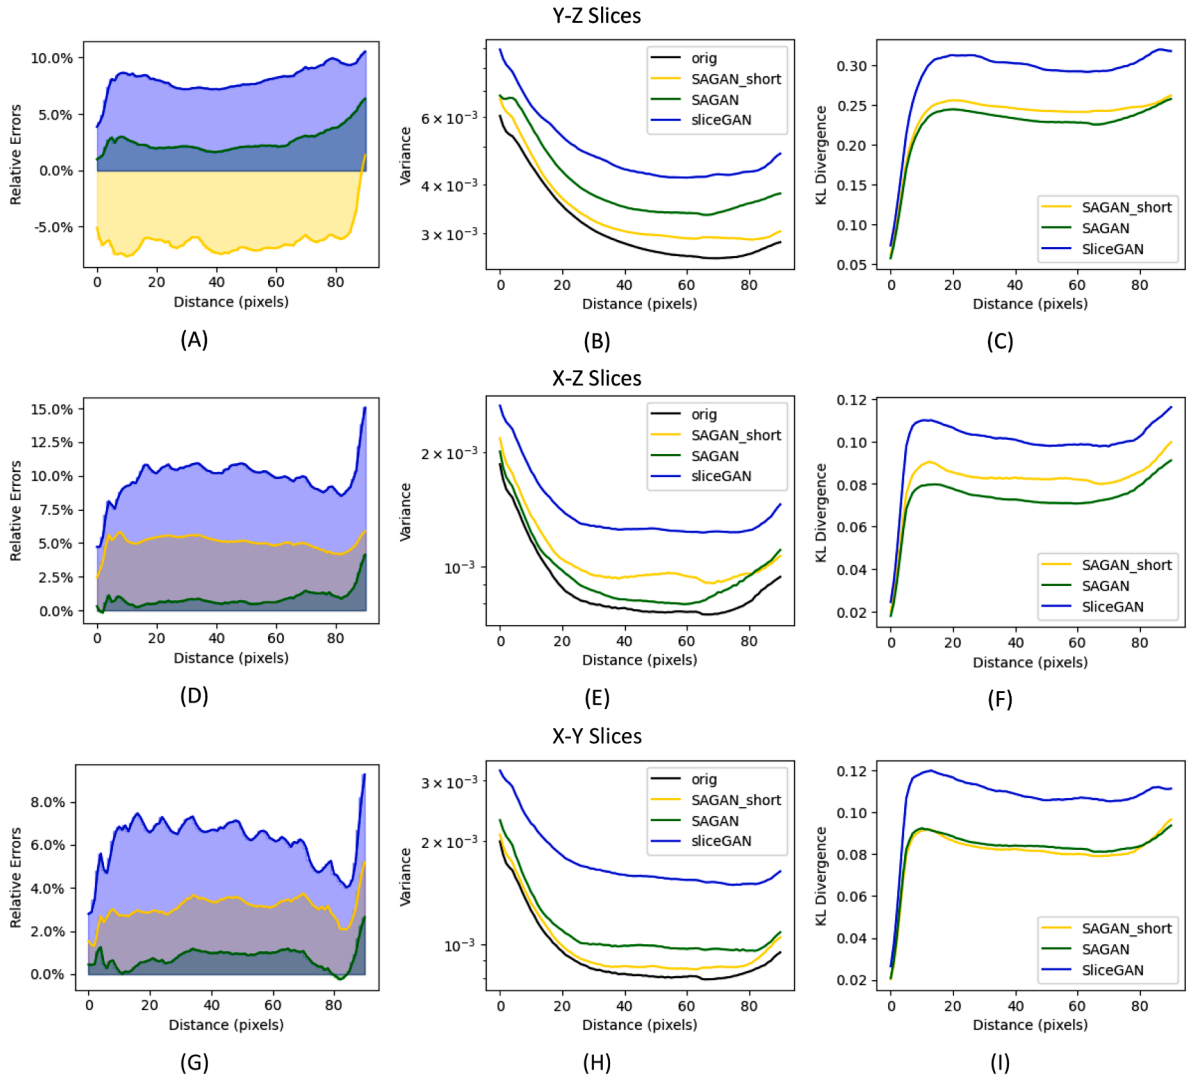 Y-Z Slices
10.0%
5.0%
0.0%
-5.0%
Relative Errors
0 20 40 60 80
Distance (pixels)
(A)
6 × 10⁻³
4 × 10⁻³
3 × 10⁻³
Variance
orig
SAGAN_short
SAGAN
sliceGAN
0 20 40 60 80
Distance (pixels)
(B)
0.30
0.25
0.20
0.15
0.10
0.05
KL Divergence
SAGAN_short
SAGAN
SliceGAN
0 20 40 60 80
Distance (pixels)
(C)
X-Z Slices
15.0%
12.5%
10.0%
7.5%
5.0%
2.5%
0.0%
Relative Errors
0 20 40 60 80
Distance (pixels)
(D)
2 × 10⁻³
10⁻³
Variance
orig
SAGAN_short
SAGAN
sliceGAN
0 20 40 60 80
Distance (pixels)
(E)
0.12
0.10
0.08
0.06
0.04
0.02
KL Divergence
SAGAN_short
SAGAN
SliceGAN
0 20 40 60 80
Distance (pixels)
(F)
X-Y Slices
8.0%
6.0%
4.0%
2.0%
0.0%
Relative Errors
0 20 40 60 80
Distance (pixels)
(G)
3 × 10⁻³
2 × 10⁻³
10⁻³
Variance
orig
SAGAN_short
SAGAN
sliceGAN
0 20 40 60 80
Distance (pixels)
(H)
0.12
0.10
0.08
0.06
0.04
0.02
KL Divergence
SAGAN_short
SAGAN
SliceGAN
0 20 40 60 80
Distance (pixels)
(I)